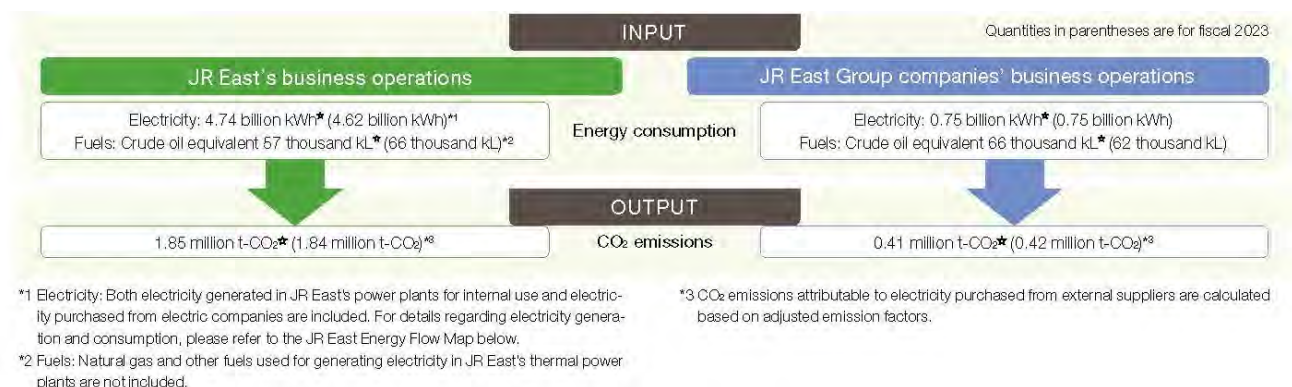 INPUT
Quantities in parentheses are for fiscal 2023
JR East's business operations
JR East Group companies' business operations
Electricity: 4.74 billion kWh★ (4.62 billion kWh)*1
Fuels: Crude oil equivalent 57 thousand kL★ (66 thousand kL)*2
Energy consumption
Electricity: 0.75 billion kWh★ (0.75 billion kWh)
Fuels: Crude oil equivalent 66 thousand kL★ (62 thousand kL)
OUTPUT
1.85 million t-CO₂★ (1.84 million t-CO₂)*3
CO₂ emissions
0.41 million t-CO₂★ (0.42 million t-CO₂)*3
*1 Electricity: Both electricity generated in JR East's power plants for internal use and electric-
ity purchased from electric companies are included. For details regarding electricity genera-
tion and consumption, please refer to the JR East Energy Flow Map below.
*2 Fuels: Natural gas and other fuels used for generating electricity in JR East's thermal power
plants are not included.
*3 CO₂ emissions attributable to electricity purchased from external suppliers are calculated
based on adjusted emission factors.